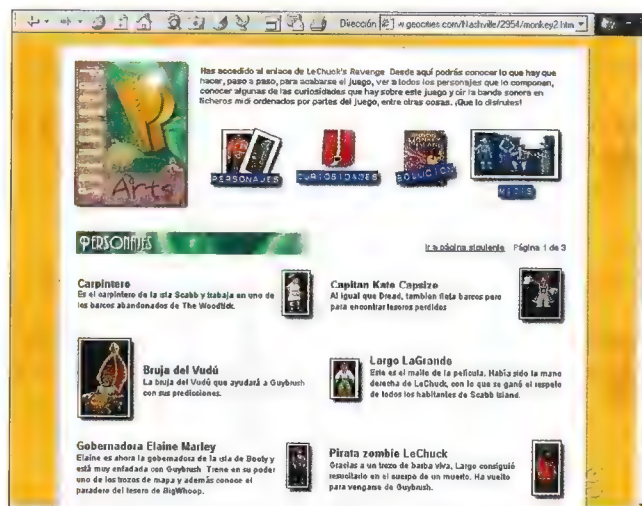 Dirección w.geocities.com/Nashville/2954/monkey2.htm
Has accedido al enlace de LeChuck's Revenge. Desde aquí podrás conocer lo que hay que
hacer, paso a paso, para acabarse el juego, ver a todos los personajes que lo componen,
conocer algunas de las curiosidades que hay sobre este juego y oir la banda sonora en
ficheros midi ordenados por partes del juego, entre otras cosas. ¡Que lo disfrutes!
Arts
PERSONAJES
CURIOSIDADES
SOLUCION
MIDIS
PERSONAJES
Ir a página siguiente Página 1 de 3
Carpintero
Es el carpintero de la isla Scabb y trabaja en uno de
los barcos abandonados de The Woodtick.
Capitan Kate Capsize
Al igual que Dread, tambien fleta barcos pero
para encontrar tesoros perdidos
Bruja del Vudú
La bruja del Vudú que ayudará a Guybrush
con sus predicciones.
Largo LaGrande
Este es el malo de la película. Había sido la mano
derecha de LeChuck, con lo que se ganó el respeto
de todos los habitantes de Scabb Island.
Gobernadora Elaine Marley
Elaine es ahora la gobernadora de la isla de Booty y
está muy enfadada con Guybrush. Tiene en su poder
uno de los trozos de mapa y además conoce el
paradero del tesoro de BigWhoop.
Pirata zombie LeChuck
Gracias a un trozo de barba viva, Largo consiguió
resucitarlo en el cuerpo de un muerto. Ha vuelto
para vengarse de Guybrush.